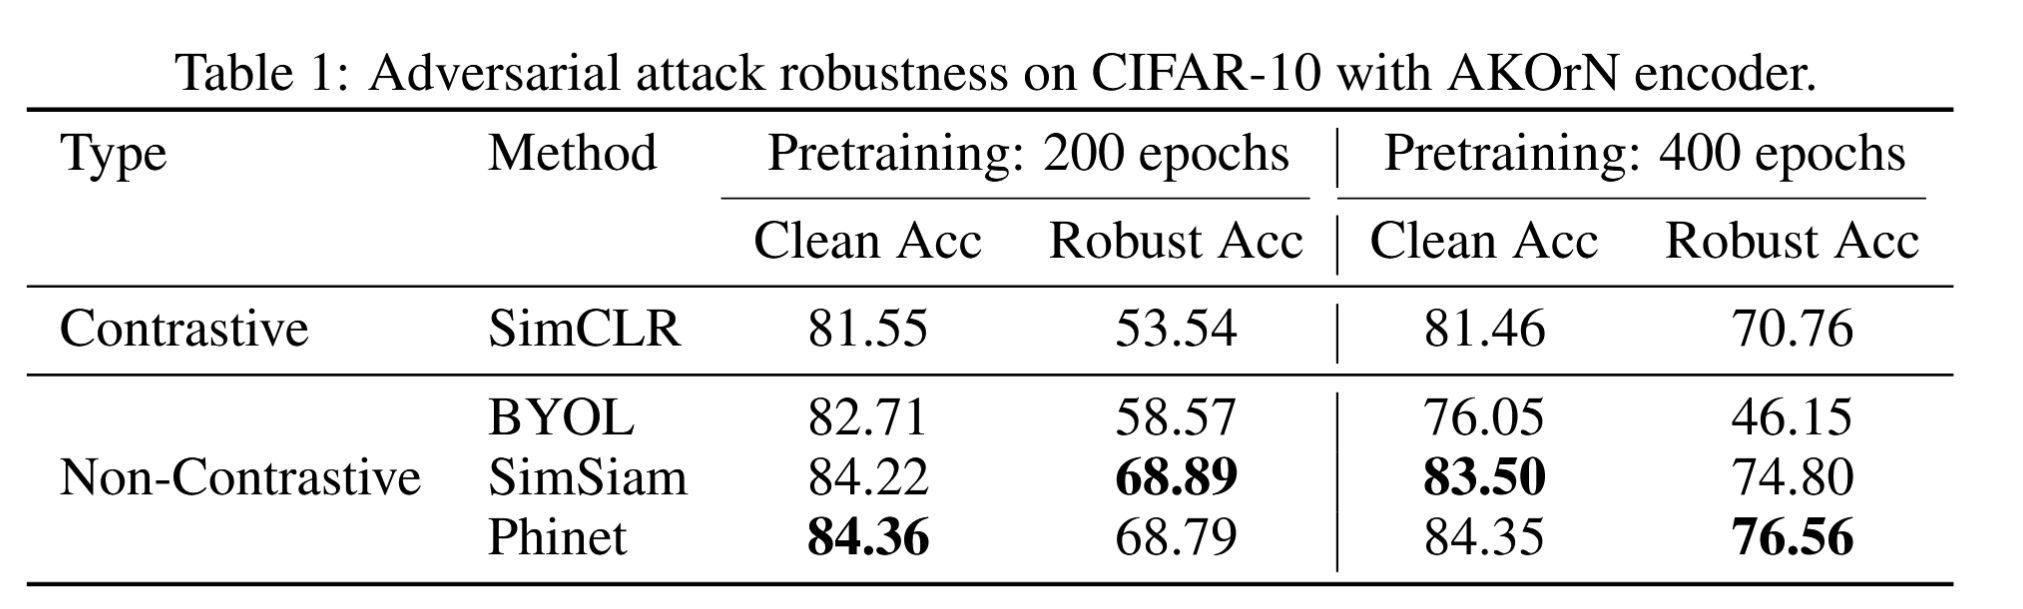 Table 1: Adversarial attack robustness on CIFAR-10 with AKOrN encoder.
Type Method Pretraining: 200 epochs Pretraining: 400 epochs
Clean Acc Robust Acc Clean Acc Robust Acc
Contrastive SimCLR 81.55 53.54 81.46 70.76
BYOL 82.71 58.57 76.05 46.15
Non-Contrastive SimSiam 84.22 68.89 83.50 74.80
Phinet 84.36 68.79 84.35 76.56